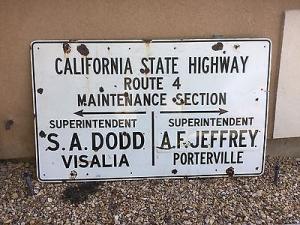 CALIFORNIA STATE HIGHWAY
ROUTE 4
MAINTENANCE SECTION
SUPERINTENDENT
S.A. DODD
VISALIA
SUPERINTENDENT
A.F. JEFFREY
PORTERVILLE